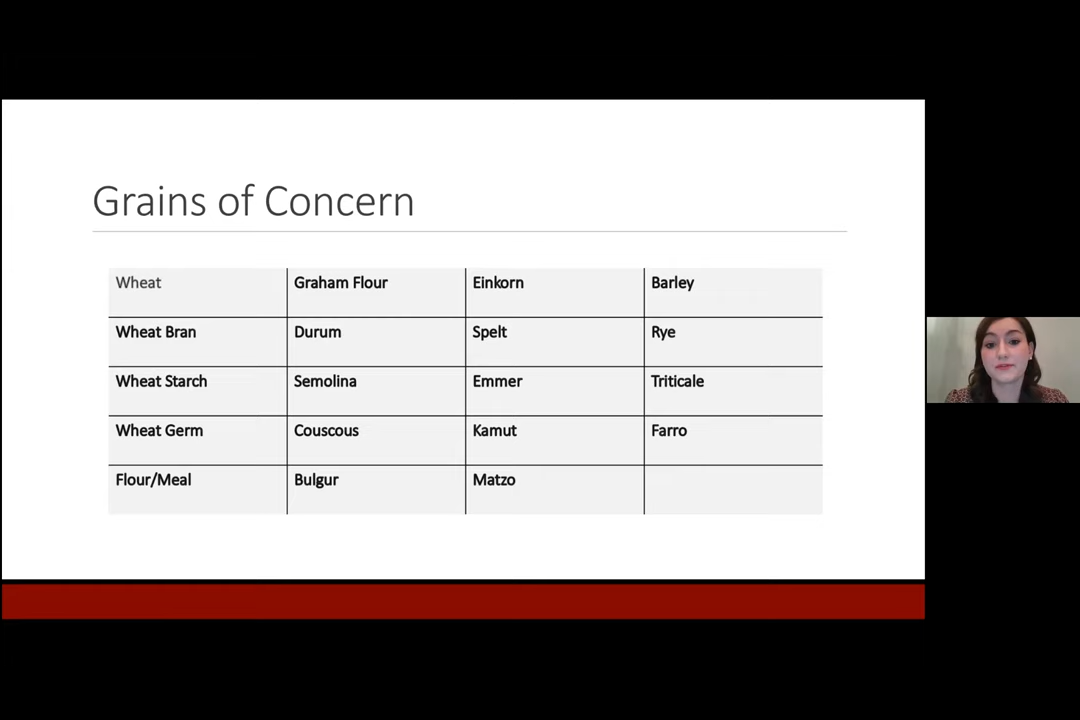 Grains of Concern
Wheat Graham Flour Einkorn Barley
Wheat Bran Durum Spelt Rye
Wheat Starch Semolina Emmer Triticale
Wheat Germ Couscous Kamut Farro
Flour/Meal Bulgur Matzo